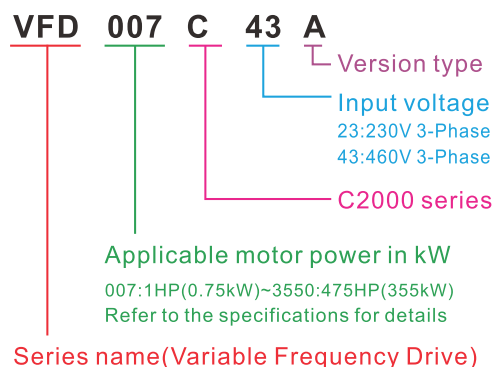 VFD 007 C 43 A
Version type
Input voltage
23:230V 3-Phase
43:460V 3-Phase
C2000 series
Applicable motor power in kW
007:1HP(0.75kW)~3550:475HP(355kW)
Refer to the specifications for details
Series name(Variable Frequency Drive)